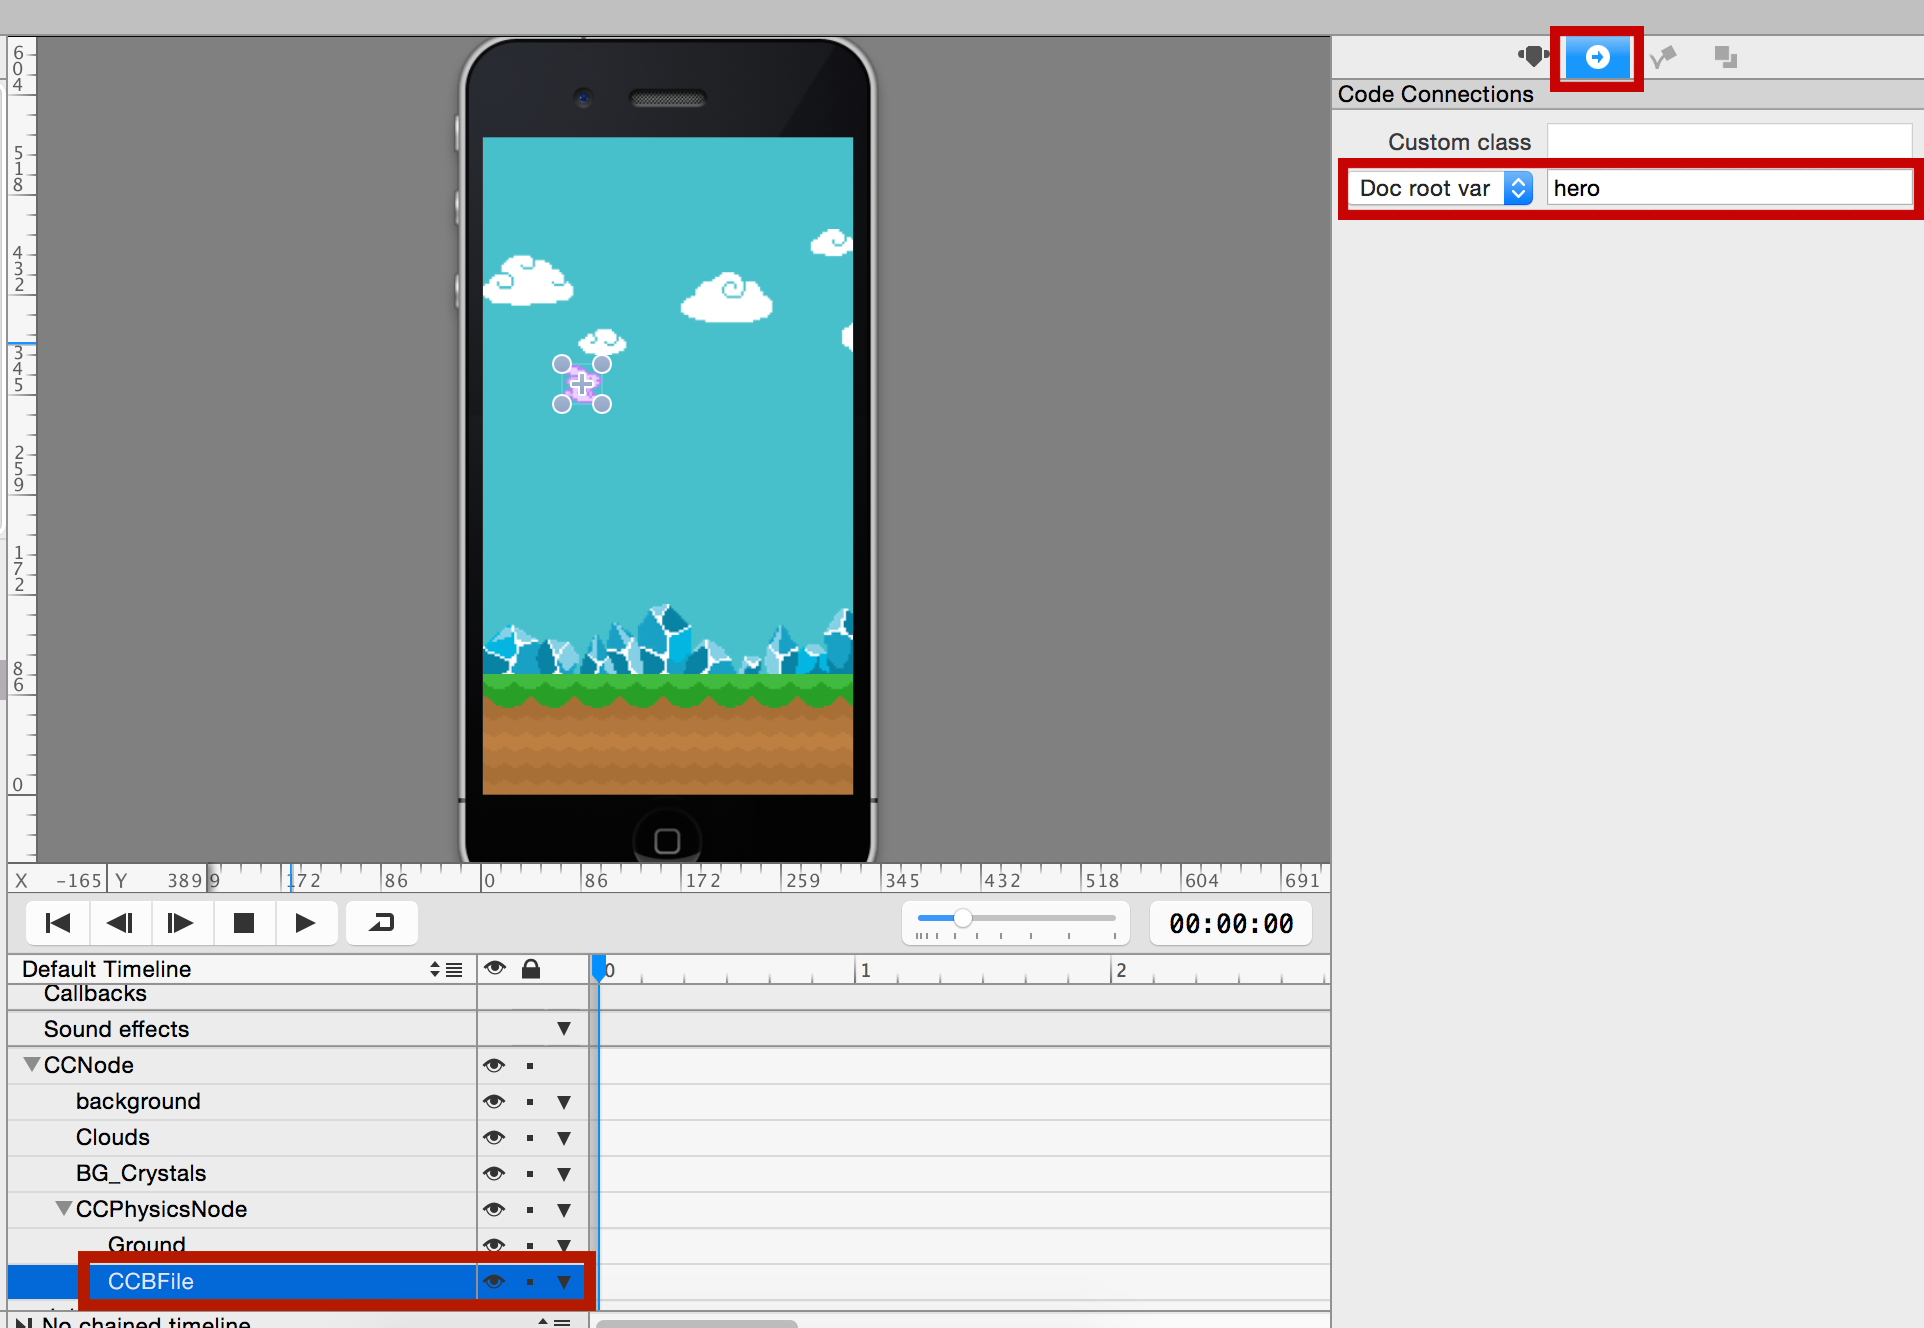 Code Connections
Custom class
Doc root var hero
604
518
432
345
259
172
86
0
X -165 Y 389 9 172 86 0 86 172 259 345 432 518 604 691
00:00:00
Default Timeline 0 1 2
Callbacks
Sound effects
CCNode
background
Clouds
BG_Crystals
CCPhysicsNode
Ground
CCBFile
No chained timeline